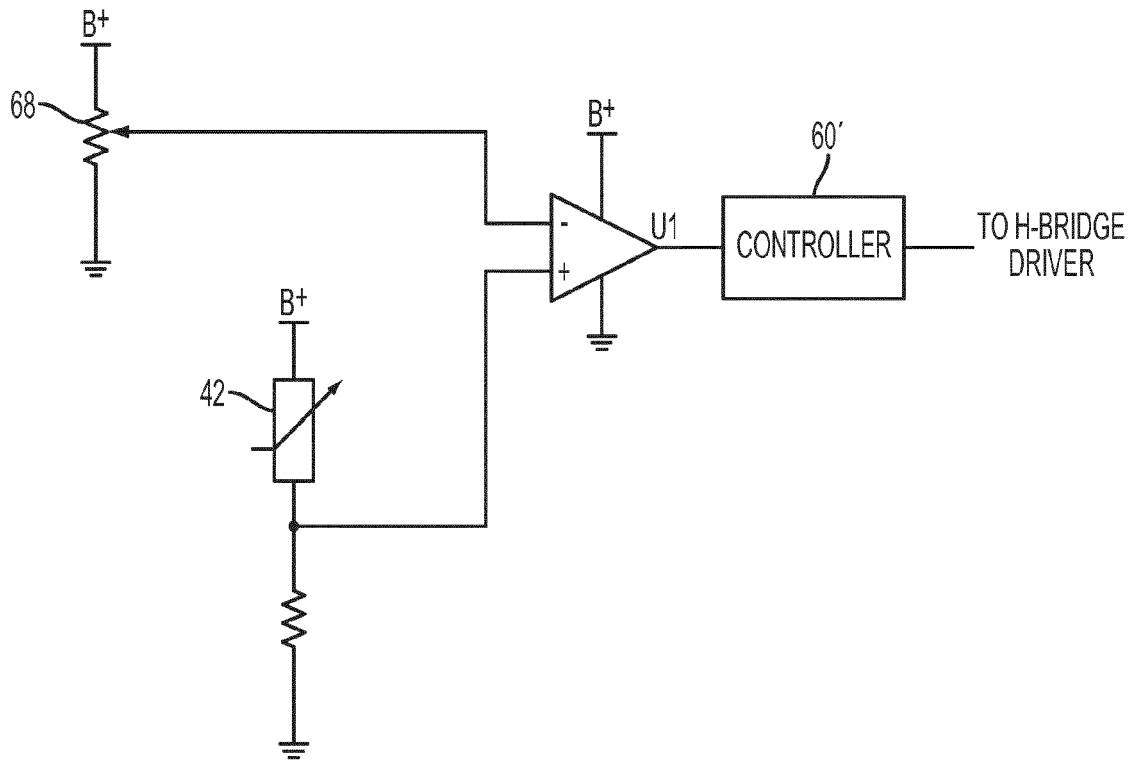 B+
68
B+
60′
U1
-
+
CONTROLLER
TO H-BRIDGE
DRIVER
B+
42